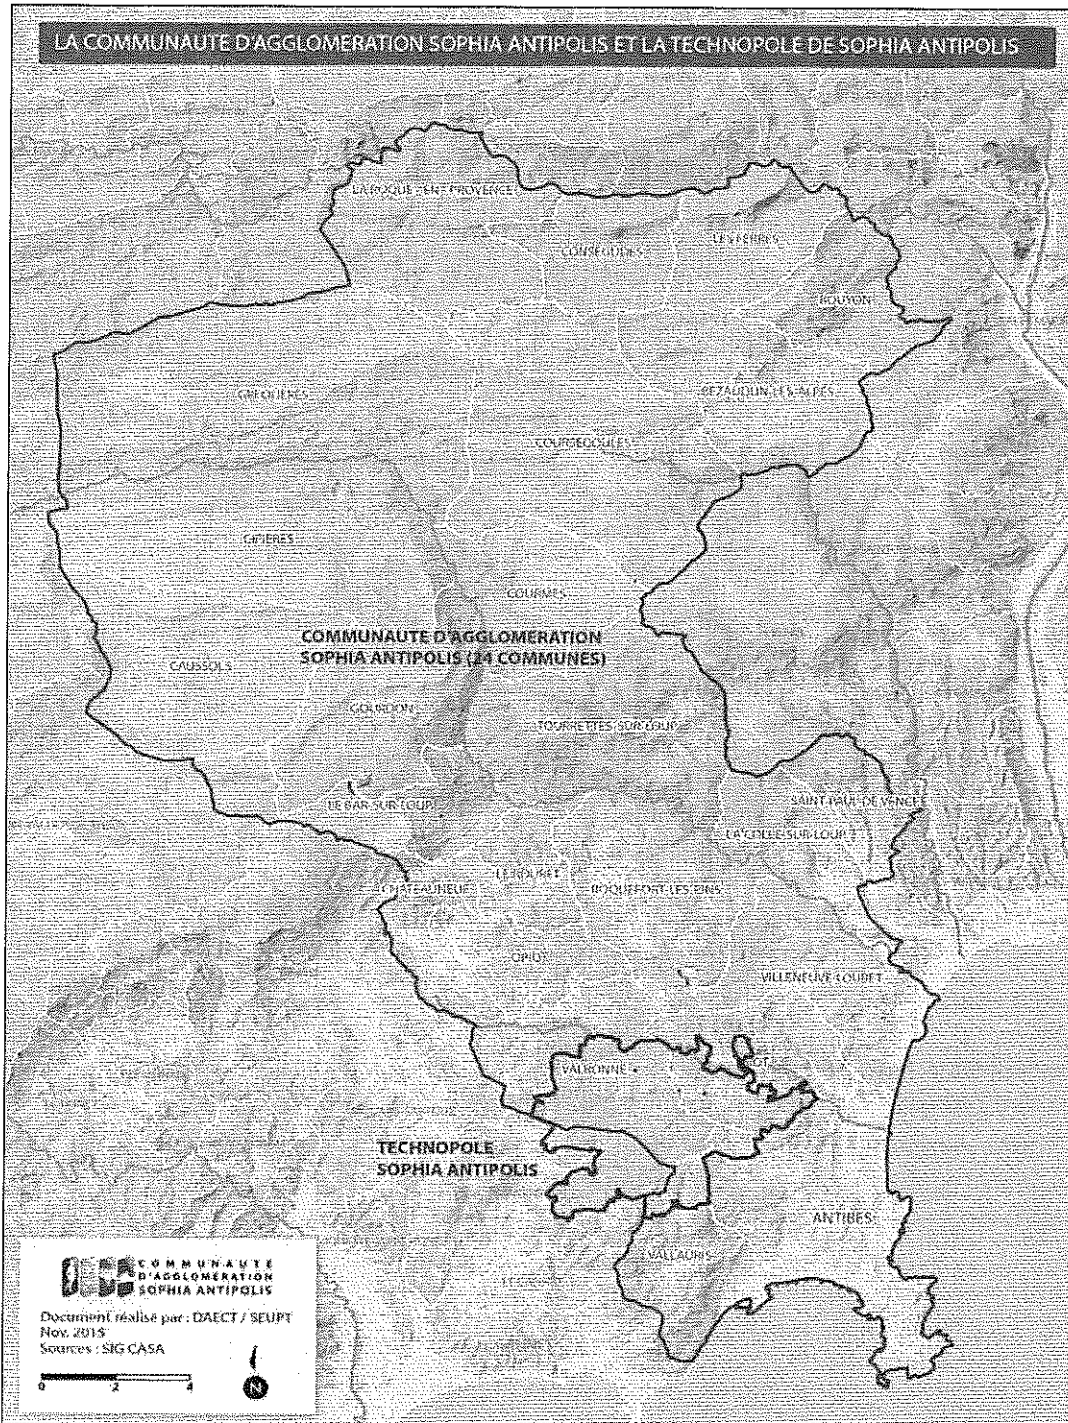 LA COMMUNAUTE D'AGGLOMERATION SOPHIA ANTIPOLIS ET LA TECHNOPOLE DE SOPHIA ANTIPOLIS
LA ROQUE - EN - PROVENCE
CONSEGUDES
LES FERRES
BOUYON
GREOLIERES
BEZAUDUN-LES-ALPES
COURSEGOULES
CIPIERES
COURMES
COMMUNAUTE D'AGGLOMERATION
SOPHIA ANTIPOLIS (24 COMMUNES)
CAUSSOLS
GOURDON
TOURRETTES-SUR-LOUP
LE BAR-SUR-LOUP
SAINT-PAUL-DE-VENCE
LA COLLE-SUR-LOUP
LE ROURET
CHATEAUNEUF
ROQUEFORT-LES-PINS
OPIO
VILLENEUVE-LOUBET
VALBONNE
TECHNOPOLE
SOPHIA ANTIPOLIS
ANTIBES
VALLAURIS
COMMUNAUTE
D'AGGLOMERATION
SOPHIA ANTIPOLIS
Document réalisé par : DAECT / SEUPT
Nov. 2015
Sources : SIG CASA
0 2 4
N